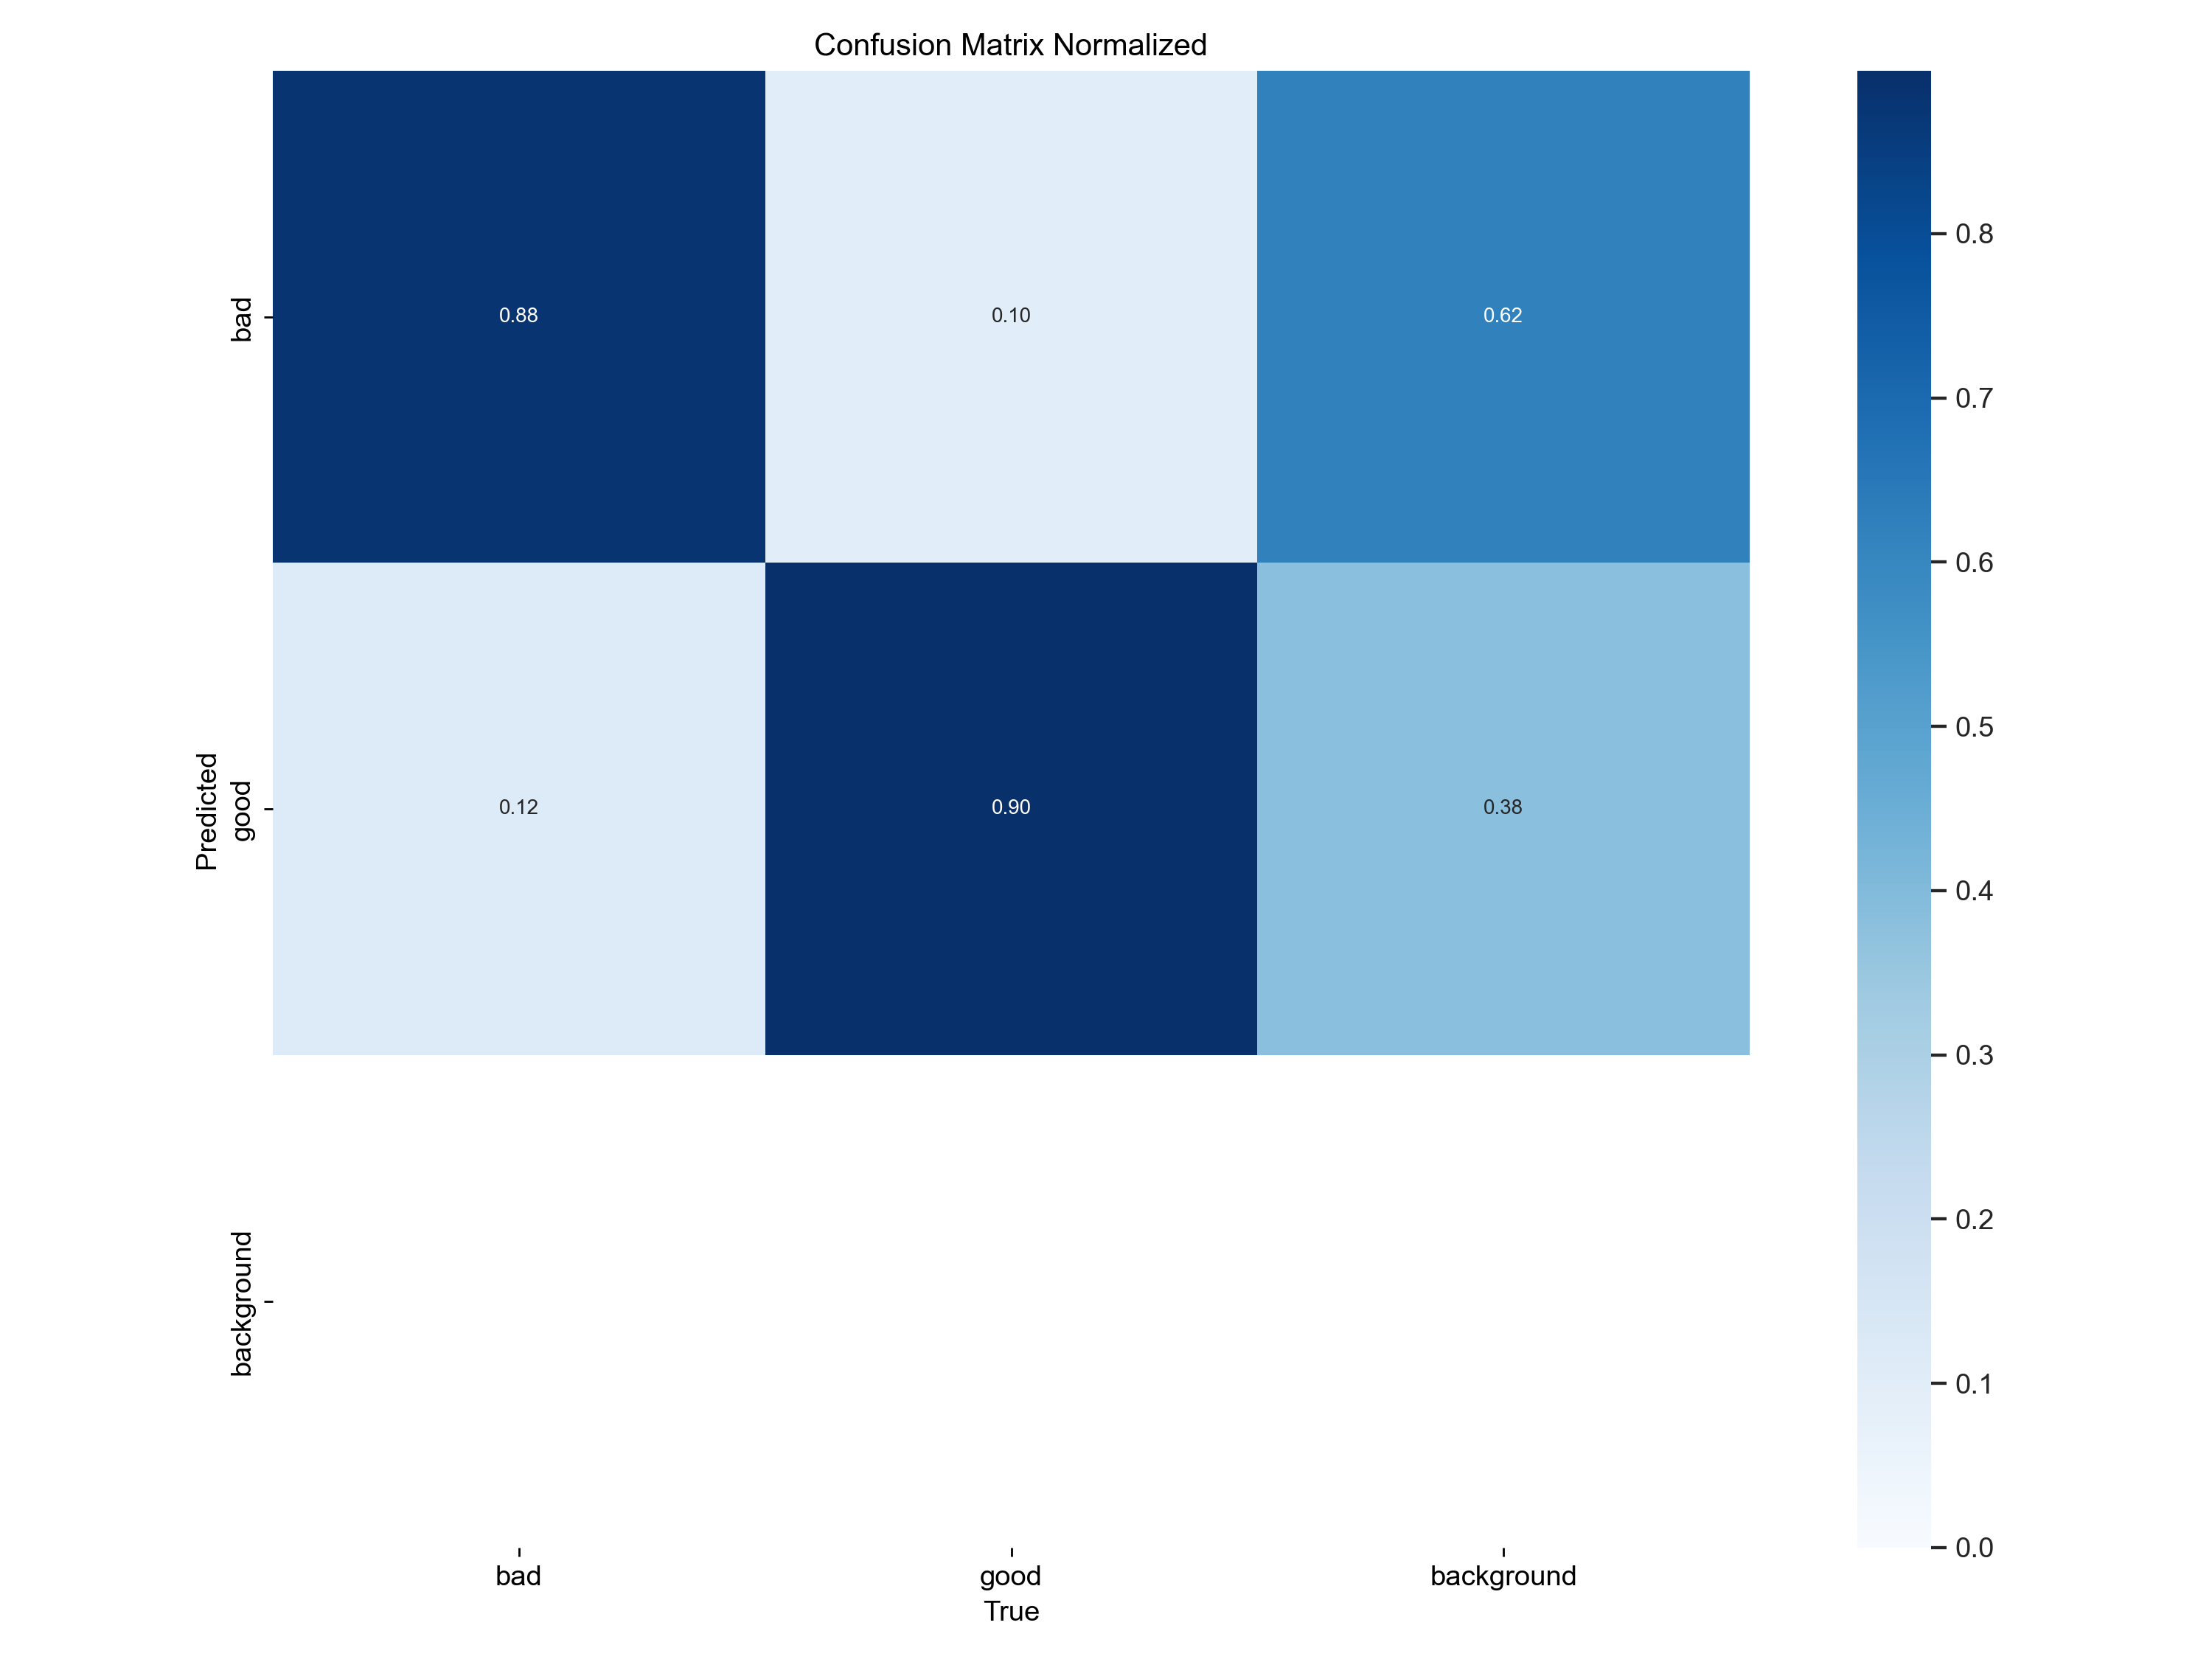 Confusion Matrix Normalized
bad
0.88
0.10
0.62
Predicted
good
0.12
0.90
0.38
background
bad
good
background
True
0.8
0.7
0.6
0.5
0.4
0.3
0.2
0.1
0.0